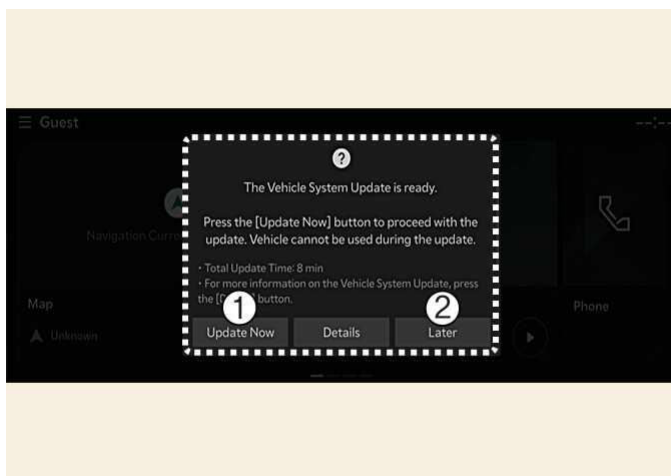 Guest
--:--
?
The Vehicle System Update is ready.
Press the [Update Now] button to proceed with the
update. Vehicle cannot be used during the update.
• Total Update Time: 8 min
• For more information on the Vehicle System Update, press
the [D button.
1
2
Update Now Details Later
Navigation Curre
Map
Unknown
Phone